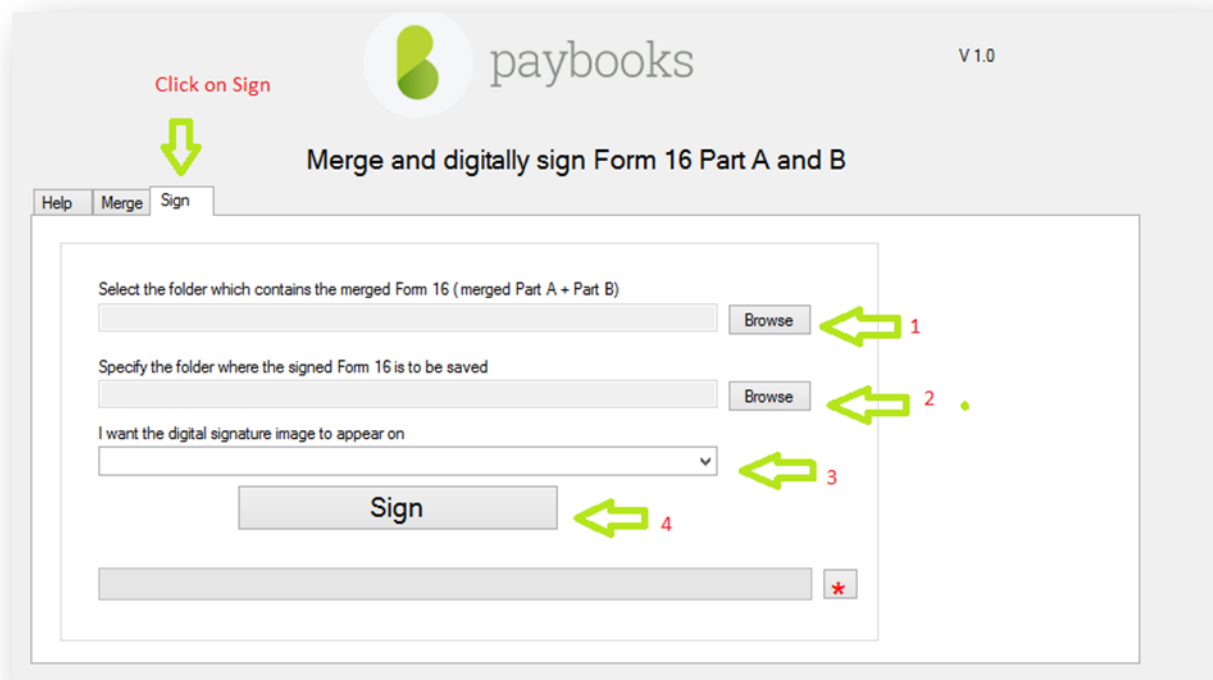 paybooks
V 1.0
Click on Sign
Merge and digitally sign Form 16 Part A and B
Help Merge Sign
Select the folder which contains the merged Form 16 ( merged Part A + Part B)
Browse 1
Specify the folder where the signed Form 16 is to be saved
Browse 2
I want the digital signature image to appear on
3
Sign 4
*